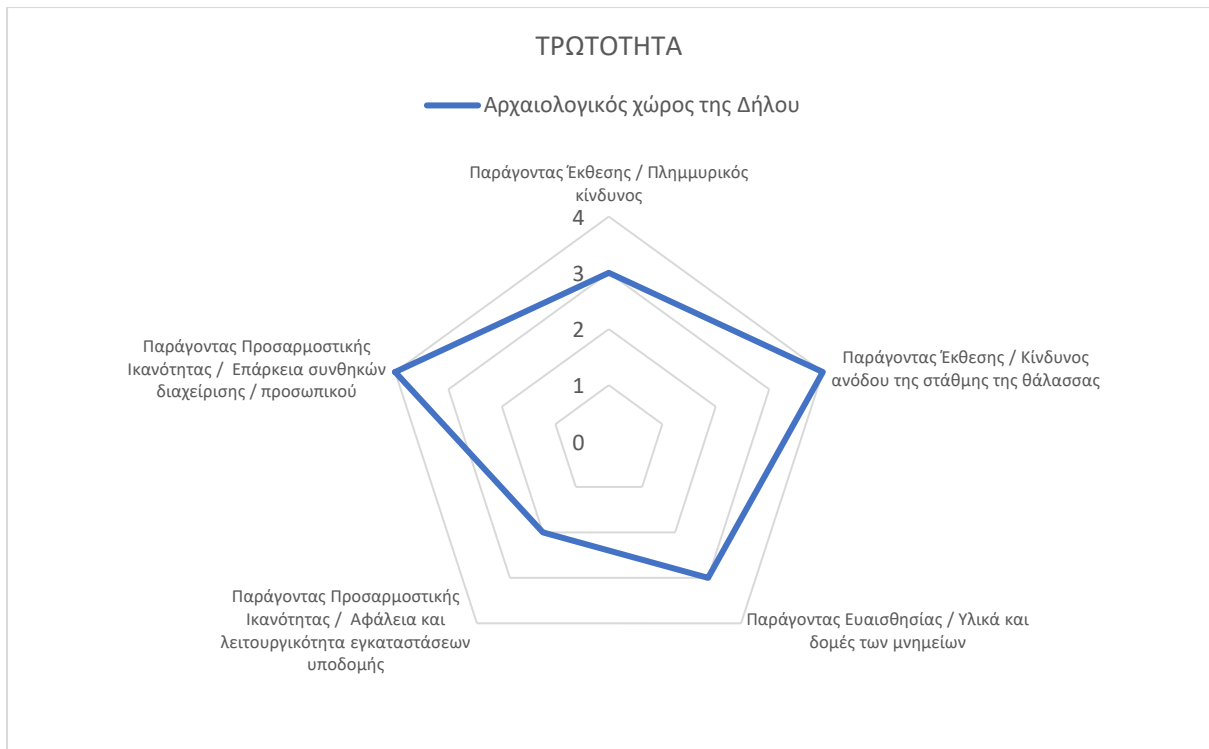 ΤΡΩΤΟΤΗΤΑ
Αρχαιολογικός χώρος της Δήλου
Παράγοντας Έκθεσης / Πλημμυρικός
κίνδυνος
4
3
2
1
0
Παράγοντας Έκθεσης / Κίνδυνος
ανόδου της στάθμης της θάλασσας
Παράγοντας Ευαισθησίας / Υλικά και
δομές των μνημείων
Παράγοντας Προσαρμοστικής
Ικανότητας / Αφάλεια και
λειτουργικότητα εγκαταστάσεων
υποδομής
Παράγοντας Προσαρμοστικής
Ικανότητας / Επάρκεια συνθηκών
διαχείρισης / προσωπικού